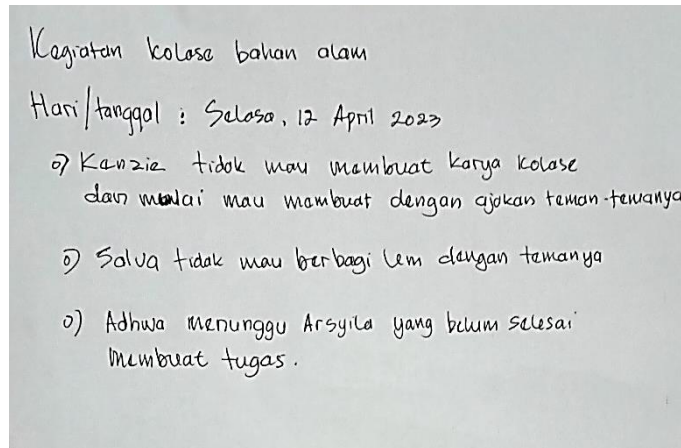 Kegiatan kolase bahan alam
Hari/tanggal : Selasa, 12 April 2023
o) Kanzie tidak mau membuat karya kolase
dan mulai mau membuat dengan ajakan teman-temanya
o) Salva tidak mau berbagi lem dengan temanya
o) Adhwa menunggu Arsyila yang belum selesai
membuat tugas.